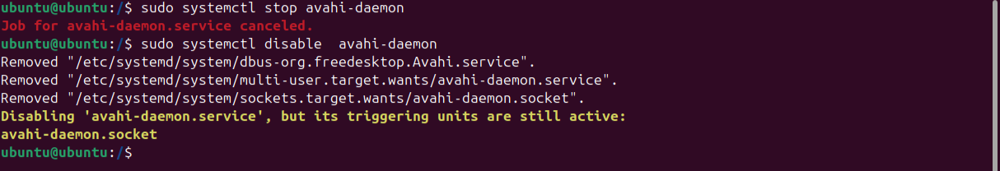 ubuntu@ubuntu:/$ sudo systemctl stop avahi-daemon
Job for avahi-daemon.service canceled.
ubuntu@ubuntu:/$ sudo systemctl disable  avahi-daemon
Removed "/etc/systemd/system/dbus-org.freedesktop.Avahi.service".
Removed "/etc/systemd/system/multi-user.target.wants/avahi-daemon.service".
Removed "/etc/systemd/system/sockets.target.wants/avahi-daemon.socket".
Disabling 'avahi-daemon.service', but its triggering units are still active:
avahi-daemon.socket
ubuntu@ubuntu:/$